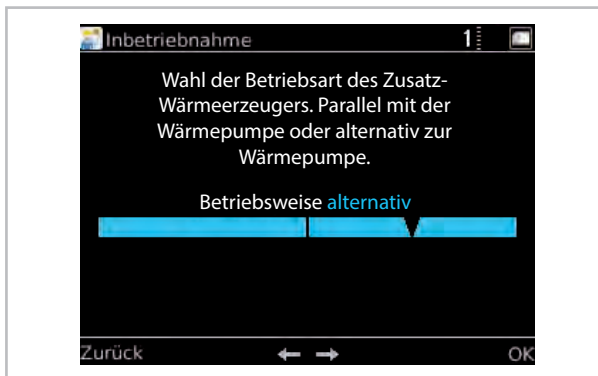 Inbetriebnahme 1
Wahl der Betriebsart des Zusatz-
Wärmeerzeugers. Parallel mit der
Wärmepumpe oder alternativ zur
Wärmepumpe.
Betriebsweise alternativ
Zurück ← → OK